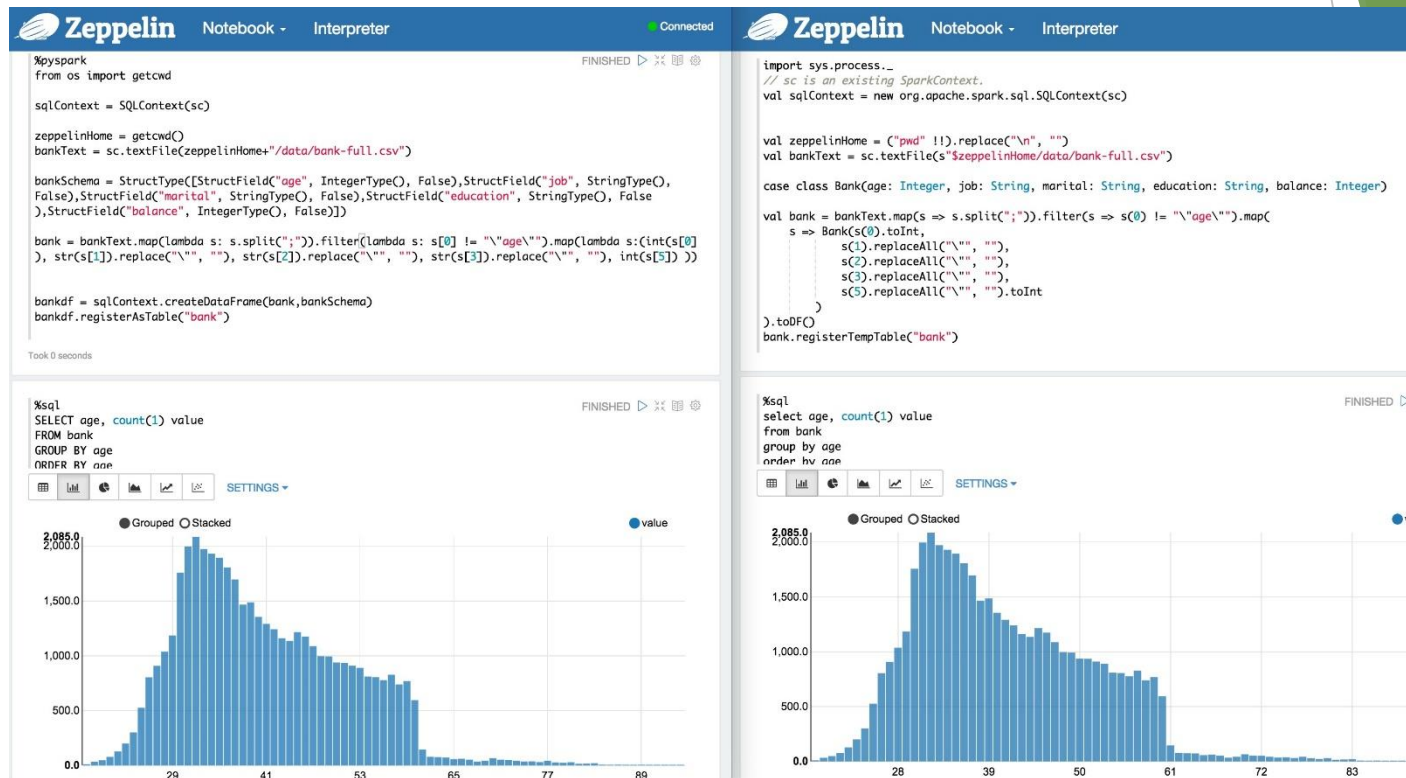 Zeppelin Notebook Interpreter Connected
%pyspark FINISHED
from os import getcwd
sqlContext = SQLContext(sc)
zeppelinHome = getcwd()
bankText = sc.textFile(zeppelinHome+"/data/bank-full.csv")
bankSchema = StructType([StructField("age", IntegerType(), False),StructField("job", StringType(),
False),StructField("marital", StringType(), False),StructField("education", StringType(), False
),StructField("balance", IntegerType(), False)])
bank = bankText.map(lambda s: s.split(";")).filter(lambda s: s[0] != "\"age\"").map(lambda s:(int(s[0]
), str(s[1]).replace("\"", ""), str(s[2]).replace("\"", ""), str(s[3]).replace("\"", ""), int(s[5]) ))
bankdf = sqlContext.createDataFrame(bank,bankSchema)
bankdf.registerAsTable("bank")
Took 0 seconds
%sql FINISHED
SELECT age, count(1) value
FROM bank
GROUP BY age
ORDER BY age
SETTINGS
Grouped Stacked value
2,085.0
2,000.0
1,500.0
1,000.0
500.0
0.0
29 41 53 65 77 89
Zeppelin Notebook Interpreter
import sys.process._
// sc is an existing SparkContext.
val sqlContext = new org.apache.spark.sql.SQLContext(sc)
val zeppelinHome = ("pwd" !!).replace("\n", "")
val bankText = sc.textFile(s"$zeppelinHome/data/bank-full.csv")
case class Bank(age: Integer, job: String, marital: String, education: String, balance: Integer)
val bank = bankText.map(s => s.split(";")).filter(s => s(0) != "\"age\"").map(
s => Bank(s(0).toInt,
s(1).replaceAll("\"", ""),
s(2).replaceAll("\"", ""),
s(3).replaceAll("\"", ""),
s(5).replaceAll("\"", "").toInt
)
).toDF()
bank.registerTempTable("bank")
%sql FINISHED
select age, count(1) value
from bank
group by age
order by age
SETTINGS
Grouped Stacked
2,085.0
2,000.0
1,500.0
1,000.0
500.0
0.0
28 39 50 61 72 83